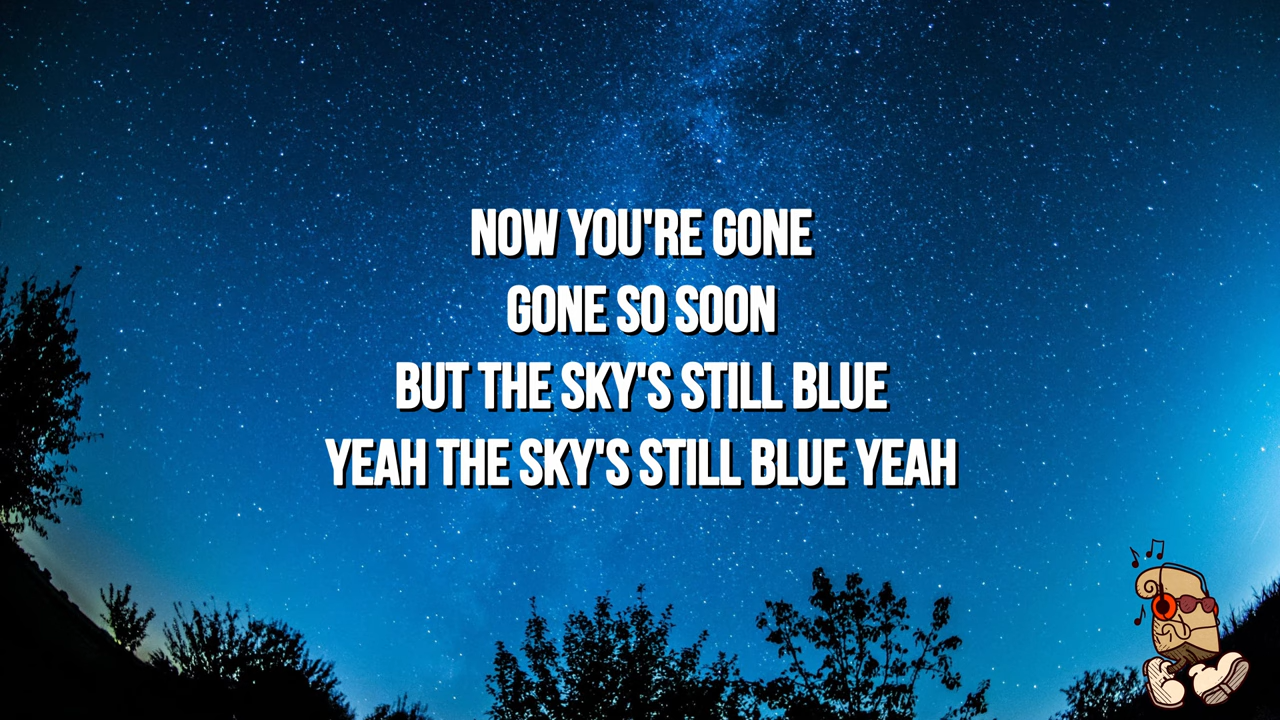 NOW YOU'RE GONE
GONE SO SOON
BUT THE SKY'S STILL BLUE
YEAH THE SKY'S STILL BLUE YEAH